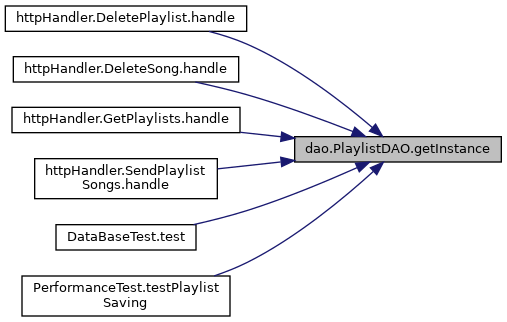 httpHandler.DeletePlaylist.handle
httpHandler.DeleteSong.handle
httpHandler.GetPlaylists.handle
dao.PlaylistDAO.getInstance
httpHandler.SendPlaylist
Songs.handle
DataBaseTest.test
PerformanceTest.testPlaylist
Saving